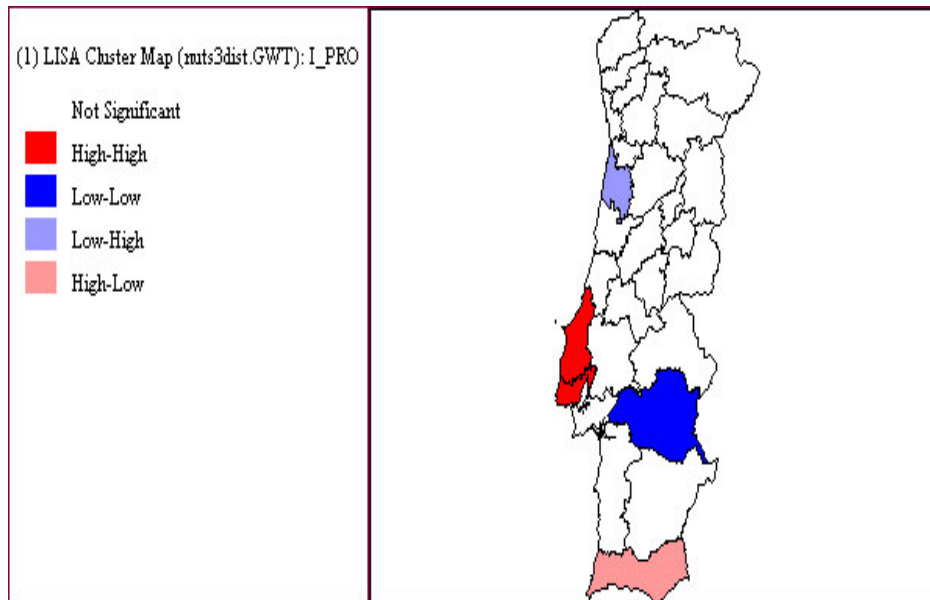 (1) LISA Cluster Map (nuts3dist.GWT): I_PRO
Not Significant
High-High
Low-Low
Low-High
High-Low